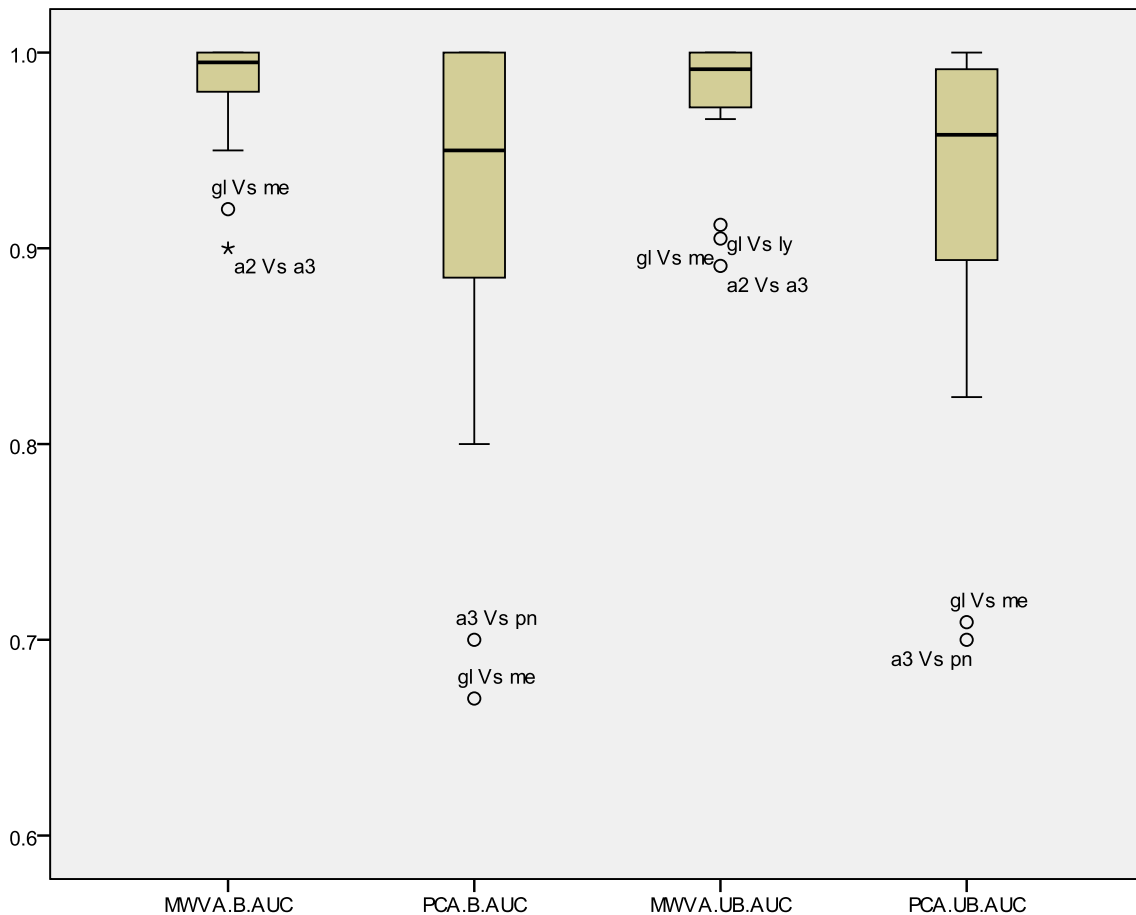 1.0
0.9
0.8
0.7
0.6
gl Vs me
a2 Vs a3
a3 Vs pn
gl Vs me
gl Vs ly
gl Vs me
a2 Vs a3
gl Vs me
a3 Vs pn
MWVA.B.AUC PCA.B.AUC MWVA.UB.AUC PCA.UB.AUC